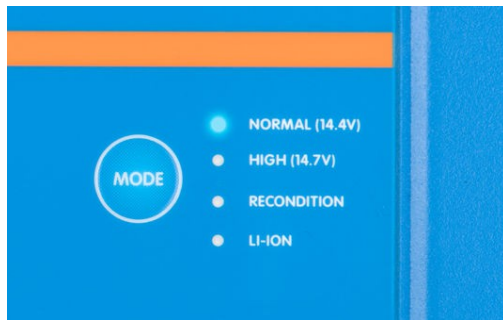 NORMAL (14.4V)
HIGH (14.7V)
MODE
RECONDITION
LI-ION